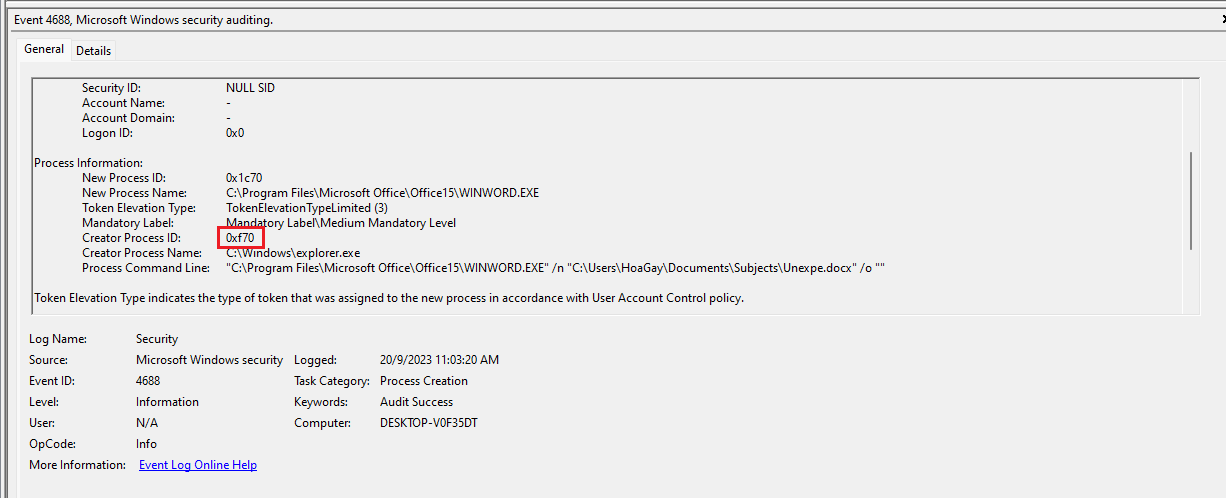 Event 4688, Microsoft Windows security auditing.
General Details
Security ID: NULL SID
Account Name: -
Account Domain: -
Logon ID: 0x0
Process Information:
New Process ID: 0x1c70
New Process Name: C:\Program Files\Microsoft Office\Office15\WINWORD.EXE
Token Elevation Type: TokenElevationTypeLimited (3)
Mandatory Label: Mandatory Label\Medium Mandatory Level
Creator Process ID: 0xf70
Creator Process Name: C:\Windows\explorer.exe
Process Command Line: "C:\Program Files\Microsoft Office\Office15\WINWORD.EXE" /n "C:\Users\HoaGay\Documents\Subjects\Unexpe.docx" /o ""
Token Elevation Type indicates the type of token that was assigned to the new process in accordance with User Account Control policy.
Log Name: Security
Source: Microsoft Windows security Logged: 20/9/2023 11:03:20 AM
Event ID: 4688 Task Category: Process Creation
Level: Information Keywords: Audit Success
User: N/A Computer: DESKTOP-V0F35DT
OpCode: Info
More Information: Event Log Online Help